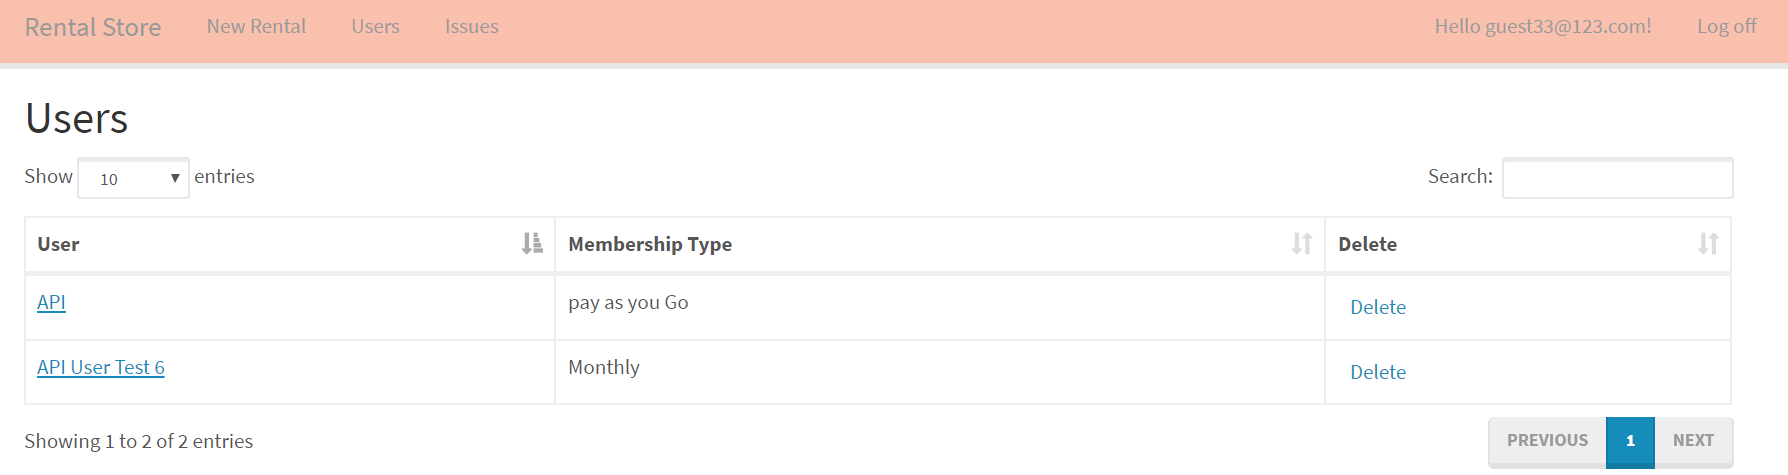 Rental Store New Rental Users Issues Hello guest33@123.com! Log off
Users
Show 10 entries Search:
User Membership Type Delete
API pay as you Go Delete
API User Test 6 Monthly Delete
Showing 1 to 2 of 2 entries PREVIOUS 1 NEXT